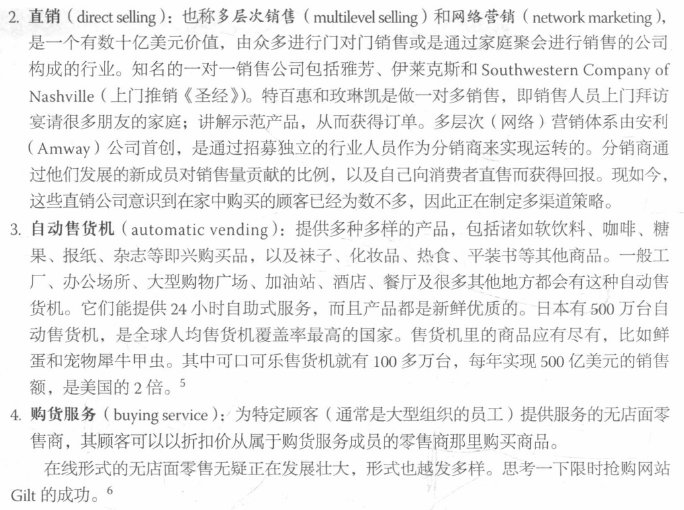 2. 直销（direct selling）：也称多层次销售（multilevel selling）和网络营销（network marketing），
是一个有数十亿美元价值，由众多进行门对门销售或是通过家庭聚会进行销售的公司
构成的行业。知名的一对一销售公司包括雅芳、伊莱克斯和 Southwestern Company of
Nashville（上门推销《圣经》）。特百惠和玫琳凯是做一对多销售，即销售人员上门拜访
宴请很多朋友的家庭；讲解示范产品，从而获得订单。多层次（网络）营销体系由安利
（Amway）公司首创，是通过招募独立的行业人员作为分销商来实现运转的。分销商通
过他们发展的新成员对销售量贡献的比例，以及自己向消费者直售而获得回报。现如今，
这些直销公司意识到在家中购买的顾客已经为数不多，因此正在制定多渠道策略。
3. 自动售货机（automatic vending）：提供多种多样的产品，包括诸如软饮料、咖啡、糖
果、报纸、杂志等即兴购买品，以及袜子、化妆品、热食、平装书等其他商品。一般工
厂、办公场所、大型购物广场、加油站、酒店、餐厅及很多其他地方都会有这种自动售
货机。它们能提供 24 小时自助式服务，而且产品都是新鲜优质的。日本有 500 万台自
动售货机，是全球人均售货机覆盖率最高的国家。售货机里的商品应有尽有，比如鲜
蛋和宠物犀牛甲虫。其中可口可乐售货机就有 100 多万台，每年实现 500 亿美元的销售
额，是美国的 2 倍。5
4. 购货服务（buying service）：为特定顾客（通常是大型组织的员工）提供服务的无店面零
售商，其顾客可以以折扣价从属于购货服务成员的零售商那里购买商品。
在线形式的无店面零售无疑正在发展壮大，形式也越发多样。思考一下限时抢购网站
Gilt 的成功。6